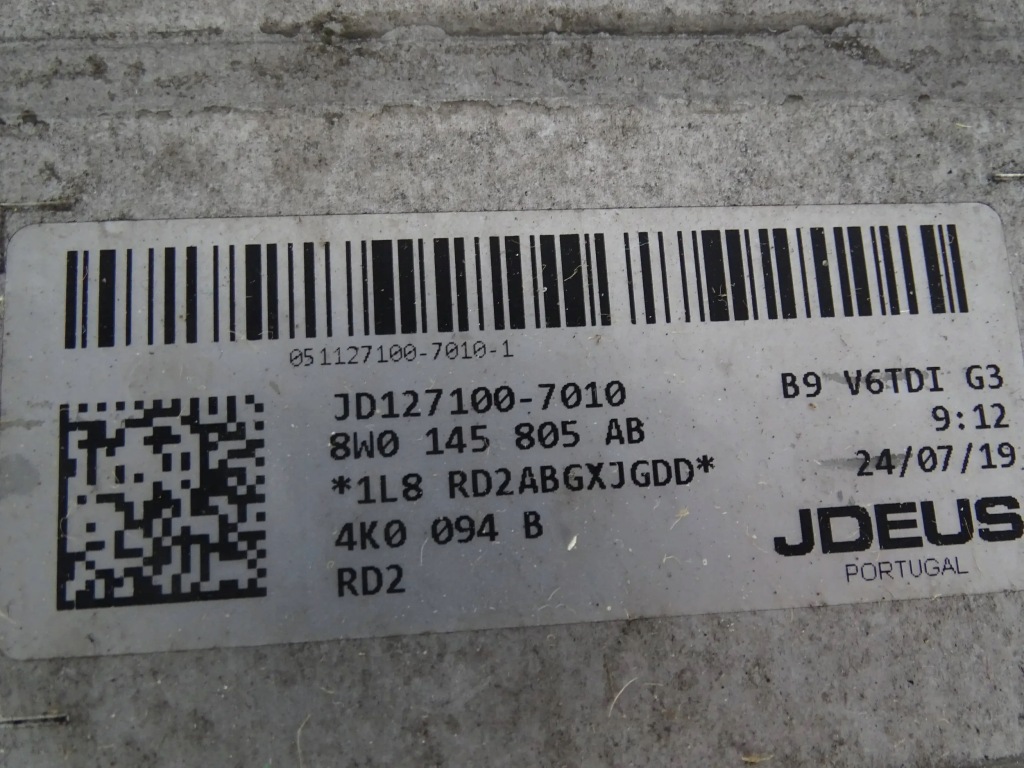 051127100-7010-1
JD127100-7010
8W0 145 805 AB
*1L8 RD2ABGXJGDD*
4K0 094 B
RD2
B9 V6TDI G3
9:12
24/07/19
JDEUS
PORTUGAL